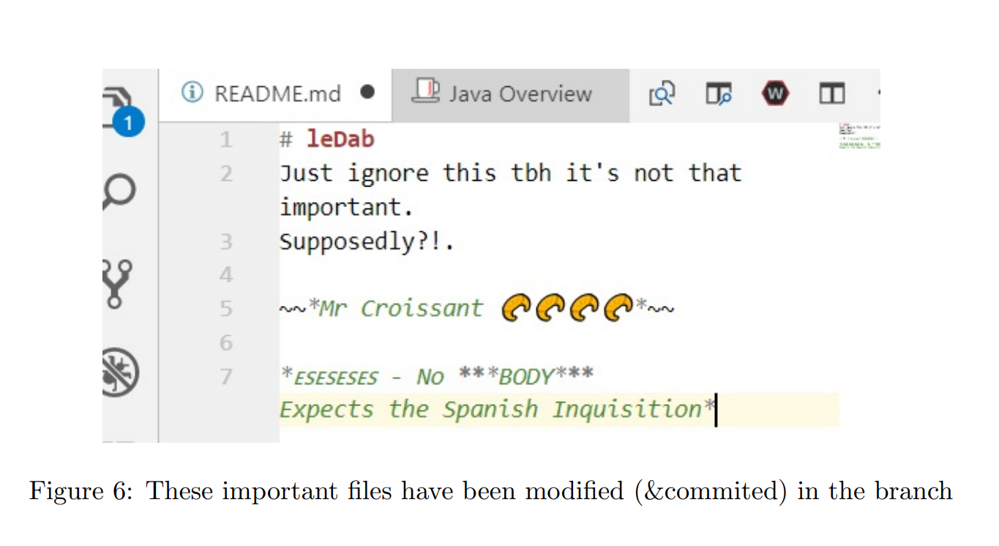 README.md ● Java Overview
1
1 # leDab
2 Just ignore this tbh it's not that
important.
3 Supposedly?!.
4
5 ~~*Mr Croissant 🥐🥐🥐🥐*~~
6
7 *ESESESES - No ***BODY***
Expects the Spanish Inquisition*
W
Figure 6: These important files have been modified (&commited) in the branch